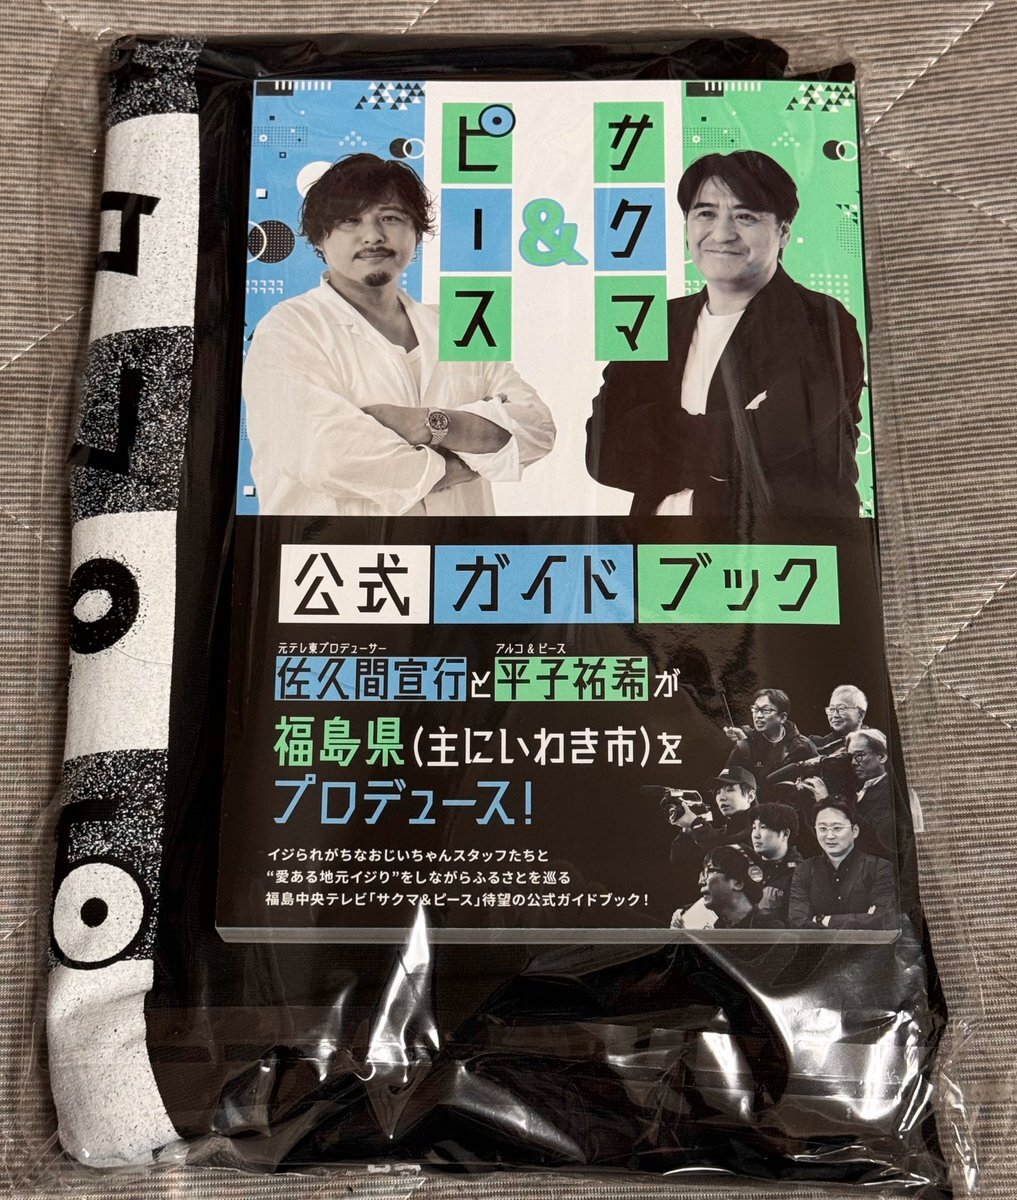 サクマ
&
ピース
公式ガイドブック
元テレ東プロデューサー アルコ&ピース
佐久間宣行と平子祐希が
福島県(主にいわき市)を
プロデュース!
イジられがちなおじいちゃんスタッフたちと
“愛ある地元イジり”をしながらふるさとを巡る
福島中央テレビ「サクマ&ピース」待望の公式ガイドブック!